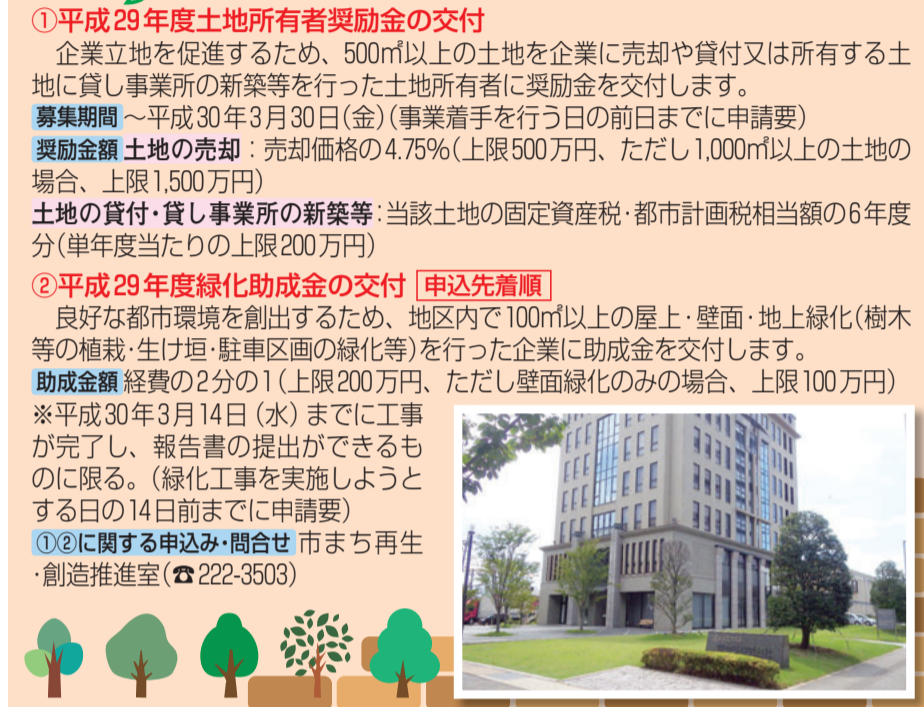 ①平成29年度土地所有者奨励金の交付
企業立地を促進するため、500㎡以上の土地を企業に売却や貸付又は所有する土
地に貸し事業所の新築等を行った土地所有者に奨励金を交付します。
募集期間 ～平成30年3月30日(金)(事業着手を行う日の前日までに申請要)
奨励金額 土地の売却：売却価格の4.75%(上限500万円、ただし1,000㎡以上の土地の
場合、上限1,500万円)
土地の貸付・貸し事業所の新築等：当該土地の固定資産税・都市計画税相当額の6年度
分(単年度当たりの上限200万円)
②平成29年度緑化助成金の交付 申込先着順
良好な都市環境を創出するため、地区内で100㎡以上の屋上・壁面・地上緑化(樹木
等の植栽・生け垣・駐車区画の緑化等)を行った企業に助成金を交付します。
助成金額 経費の2分の1(上限200万円、ただし壁面緑化のみの場合、上限100万円)
※平成30年3月14日(水)までに工事
が完了し、報告書の提出ができるも
のに限る。(緑化工事を実施しようと
する日の14日前までに申請要)
①②に関する申込み・問合せ 市まち再生
・創造推進室(☎222-3503)